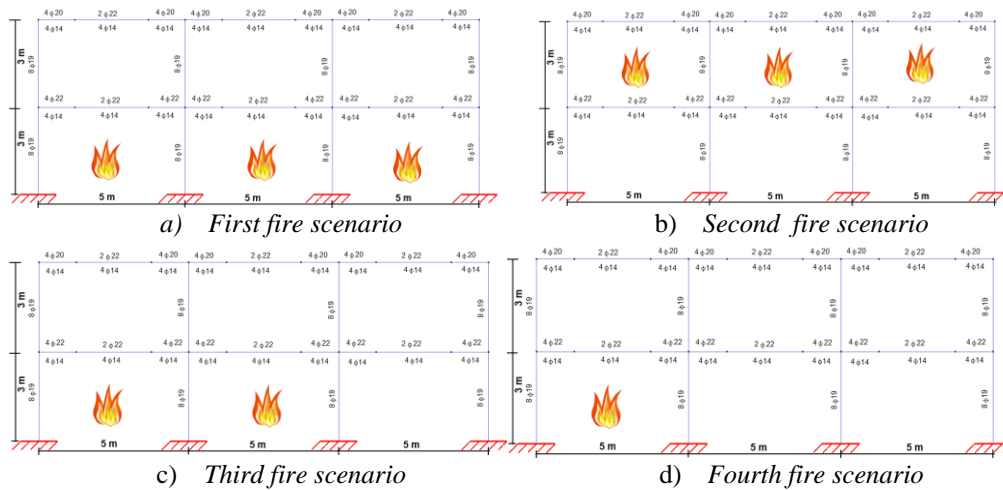 4ϕ20 2ϕ22 4ϕ20 4ϕ20 2ϕ22 4ϕ20 4ϕ20 2ϕ22 4ϕ20
4ϕ14 4ϕ14 4ϕ14 4ϕ14 4ϕ14 4ϕ14 4ϕ14 4ϕ14 4ϕ14
3 m 8ϕ19 8ϕ19 8ϕ19 8ϕ19
4ϕ22 2ϕ22 4ϕ22 4ϕ22 2ϕ22 4ϕ22 4ϕ22 2ϕ22 4ϕ22
4ϕ14 4ϕ14 4ϕ14 4ϕ14 4ϕ14 4ϕ14 4ϕ14 4ϕ14 4ϕ14
3 m 8ϕ19 8ϕ19 8ϕ19 8ϕ19
5 m 5 m 5 m
a) First fire scenario
4ϕ20 2ϕ22 4ϕ20 4ϕ20 2ϕ22 4ϕ20 4ϕ20 2ϕ22 4ϕ20
4ϕ14 4ϕ14 4ϕ14 4ϕ14 4ϕ14 4ϕ14 4ϕ14 4ϕ14 4ϕ14
3 m 8ϕ19 8ϕ19 8ϕ19 8ϕ19
4ϕ22 2ϕ22 4ϕ22 4ϕ22 2ϕ22 4ϕ22 4ϕ22 2ϕ22 4ϕ22
4ϕ14 4ϕ14 4ϕ14 4ϕ14 4ϕ14 4ϕ14 4ϕ14 4ϕ14 4ϕ14
3 m 8ϕ19 8ϕ19 8ϕ19 8ϕ19
5 m 5 m 5 m
b) Second fire scenario
4ϕ20 2ϕ22 4ϕ20 4ϕ20 2ϕ22 4ϕ20 4ϕ20 2ϕ22 4ϕ20
4ϕ14 4ϕ14 4ϕ14 4ϕ14 4ϕ14 4ϕ14 4ϕ14 4ϕ14 4ϕ14
3 m 8ϕ19 8ϕ19 8ϕ19 8ϕ19
4ϕ22 2ϕ22 4ϕ22 4ϕ22 2ϕ22 4ϕ22 4ϕ22 2ϕ22 4ϕ22
4ϕ14 4ϕ14 4ϕ14 4ϕ14 4ϕ14 4ϕ14 4ϕ14 4ϕ14 4ϕ14
3 m 8ϕ19 8ϕ19 8ϕ19 8ϕ19
5 m 5 m 5 m
c) Third fire scenario
4ϕ20 2ϕ22 4ϕ20 4ϕ20 2ϕ22 4ϕ20 4ϕ20 2ϕ22 4ϕ20
4ϕ14 4ϕ14 4ϕ14 4ϕ14 4ϕ14 4ϕ14 4ϕ14 4ϕ14 4ϕ14
3 m 8ϕ19 8ϕ19 8ϕ19 8ϕ19
4ϕ22 2ϕ22 4ϕ22 4ϕ22 2ϕ22 4ϕ22 4ϕ22 2ϕ22 4ϕ22
4ϕ14 4ϕ14 4ϕ14 4ϕ14 4ϕ14 4ϕ14 4ϕ14 4ϕ14 4ϕ14
3 m 8ϕ19 8ϕ19 8ϕ19 8ϕ19
5 m 5 m 5 m
d) Fourth fire scenario